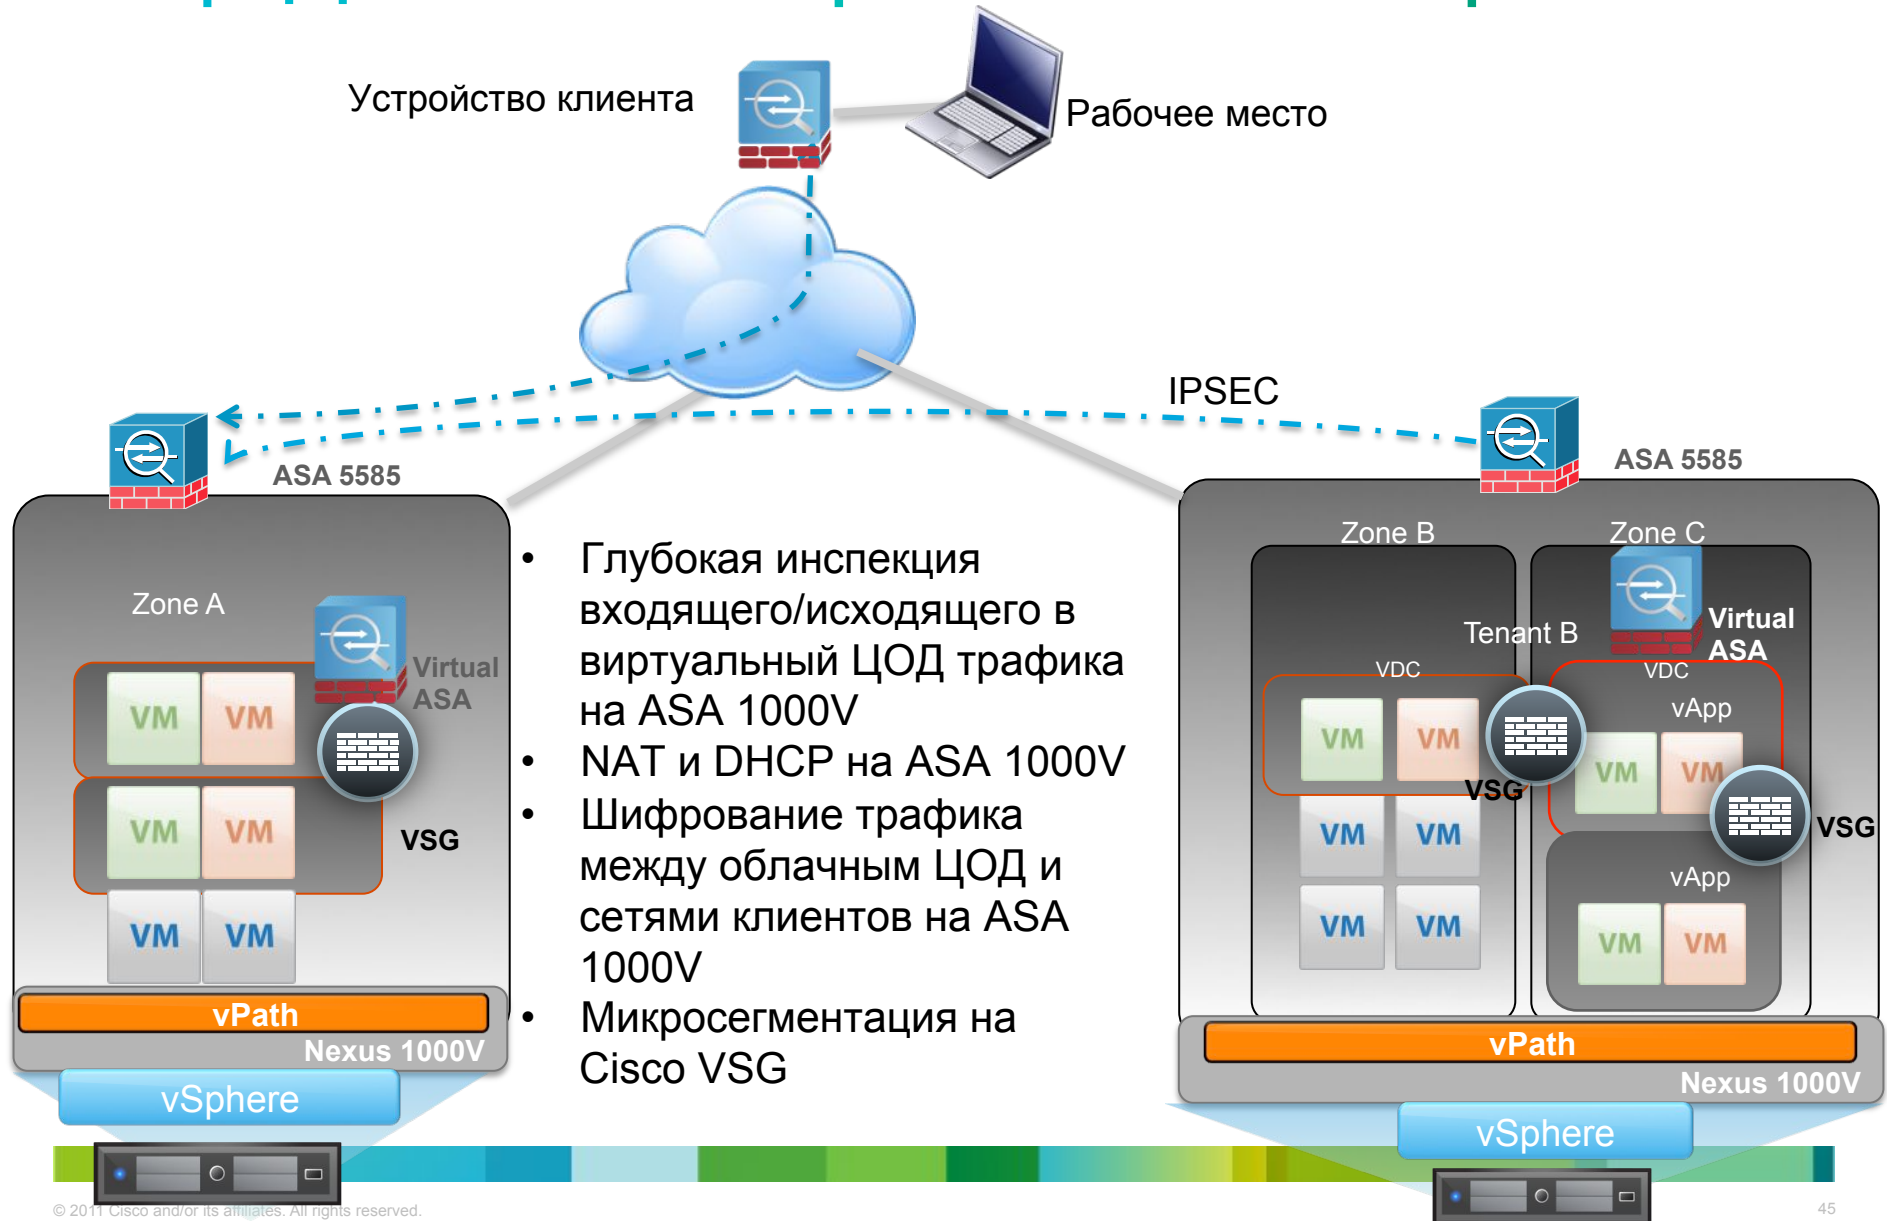 Устройство клиента
Рабочее место
IPSEC
ASA 5585
ASA 5585
Zone A
Virtual
ASA
VM VM
VM VM
VSG
VM VM
vPath
Nexus 1000V
vSphere
• Глубокая инспекция
входящего/исходящего в
виртуальный ЦОД трафика
на ASA 1000V
• NAT и DHCP на ASA 1000V
• Шифрование трафика
между облачным ЦОД и
сетями клиентов на ASA
1000V
• Микросегментация на
Cisco VSG
Zone B
Zone C
Tenant B
Virtual
ASA
VDC
VDC
vApp
VM VM
VSG
VM VM
VSG
VM VM
VM VM
vApp
VM VM
vPath
Nexus 1000V
vSphere
© 2011 Cisco and/or its affiliates. All rights reserved.
45